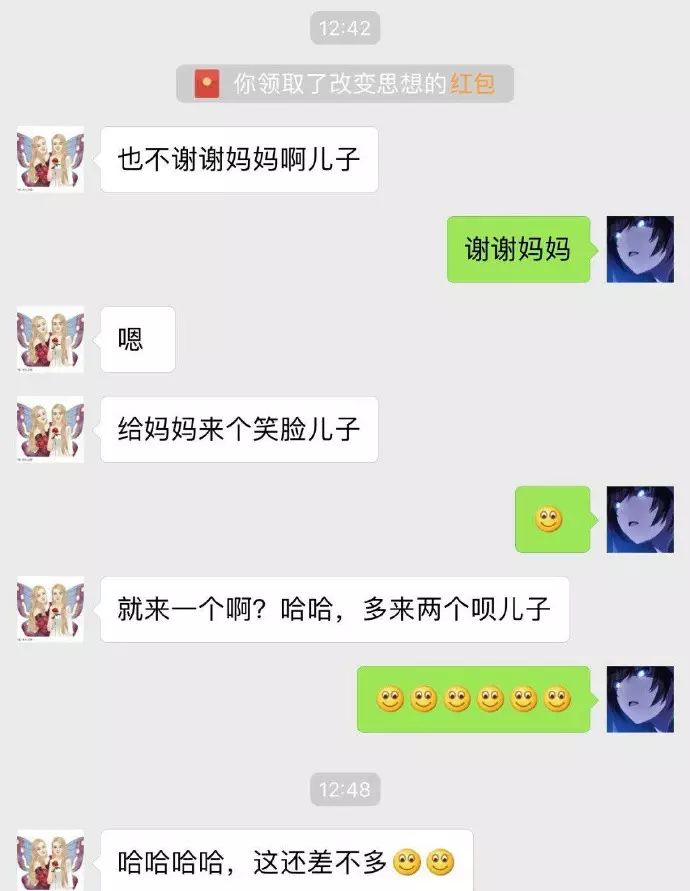 12:42
你领取了改变思想的红包
也不谢谢妈妈啊儿子
谢谢妈妈
嗯
给妈妈来个笑脸儿子
🙂
就来一个啊？哈哈，多来两个呗儿子
🙂🙂🙂🙂🙂🙂
12:48
哈哈哈哈，这还差不多🙂🙂